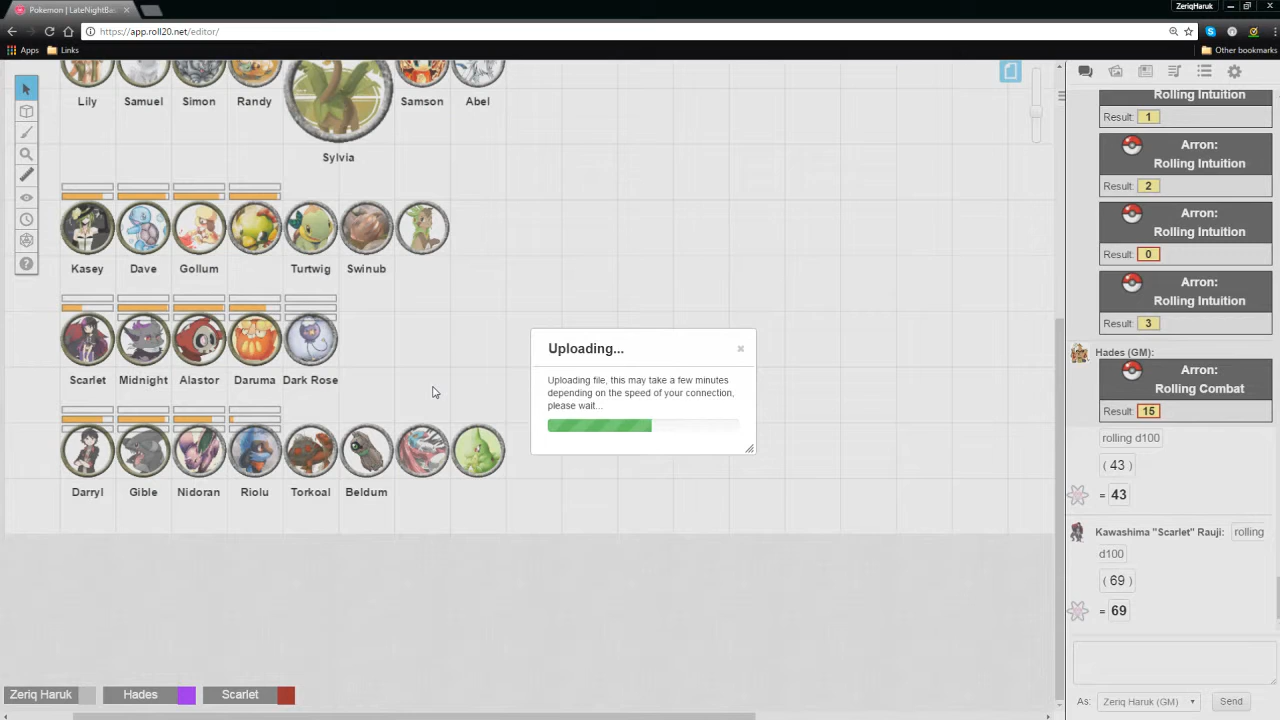 ZeriqHaruk
Pokemon | LateNightBas
https://app.roll20.net/editor/
Apps Links Other bookmarks
Lily Samuel Simon Randy Samson Abel
Sylvia
Kasey Dave Gollum Turtwig Swinub
Scarlet Midnight Alastor Daruma Dark Rose
Darryl Gible Nidoran Riolu Torkoal Beldum
Uploading...
×
Uploading file, this may take a few minutes
depending on the speed of your connection,
please wait...
Zeriq Haruk Hades Scarlet
Rolling Intuition
Result: 1
Arron:
Rolling Intuition
Result: 2
Arron:
Rolling Intuition
Result: 0
Arron:
Rolling Intuition
Result: 3
Hades (GM):
Arron:
Rolling Combat
Result: 15
rolling d100
( 43 )
= 43
Kawashima "Scarlet" Rauji: rolling
d100
( 69 )
= 69
As: Zeriq Haruk (GM) Send